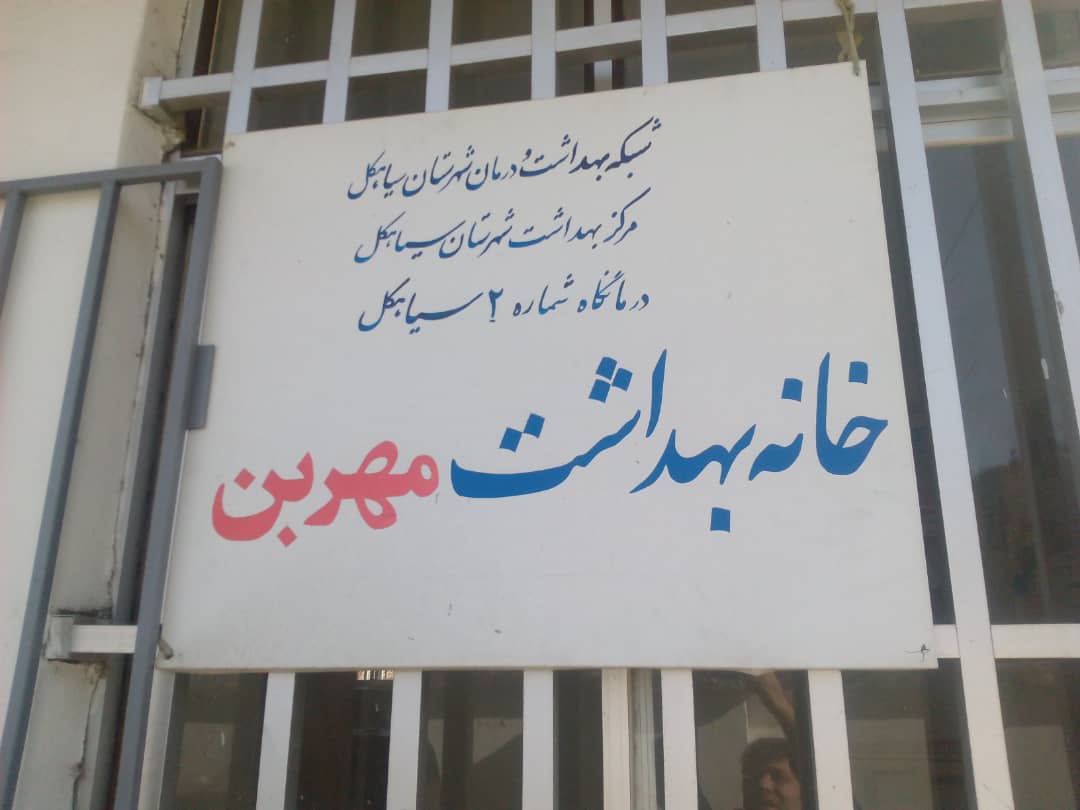 شبکه بهداشت و درمان شهرستان سیاهکل
مرکز بهداشت شهرستان سیاهکل
درمانگاه شماره ۲ سیاهکل
خانه بهداشت مهربن